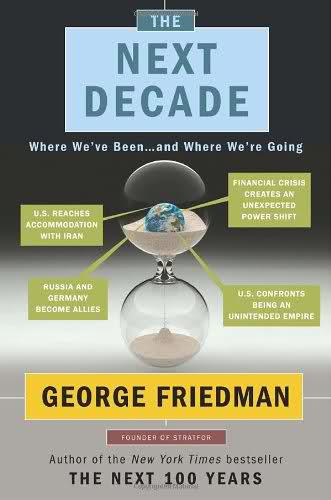 THE
NEXT
DECADE
Where We've Been...and Where We're Going
FINANCIAL CRISIS
CREATES AN
UNEXPECTED
POWER SHIFT
U.S. REACHES
ACCOMMODATION
WITH IRAN
RUSSIA AND
GERMANY
BECOME ALLIES
U.S. CONFRONTS
BEING AN
UNINTENDED EMPIRE
GEORGE FRIEDMAN
FOUNDER OF STRATFOR
Author of the New York Times bestseller
THE NEXT 100 YEARS